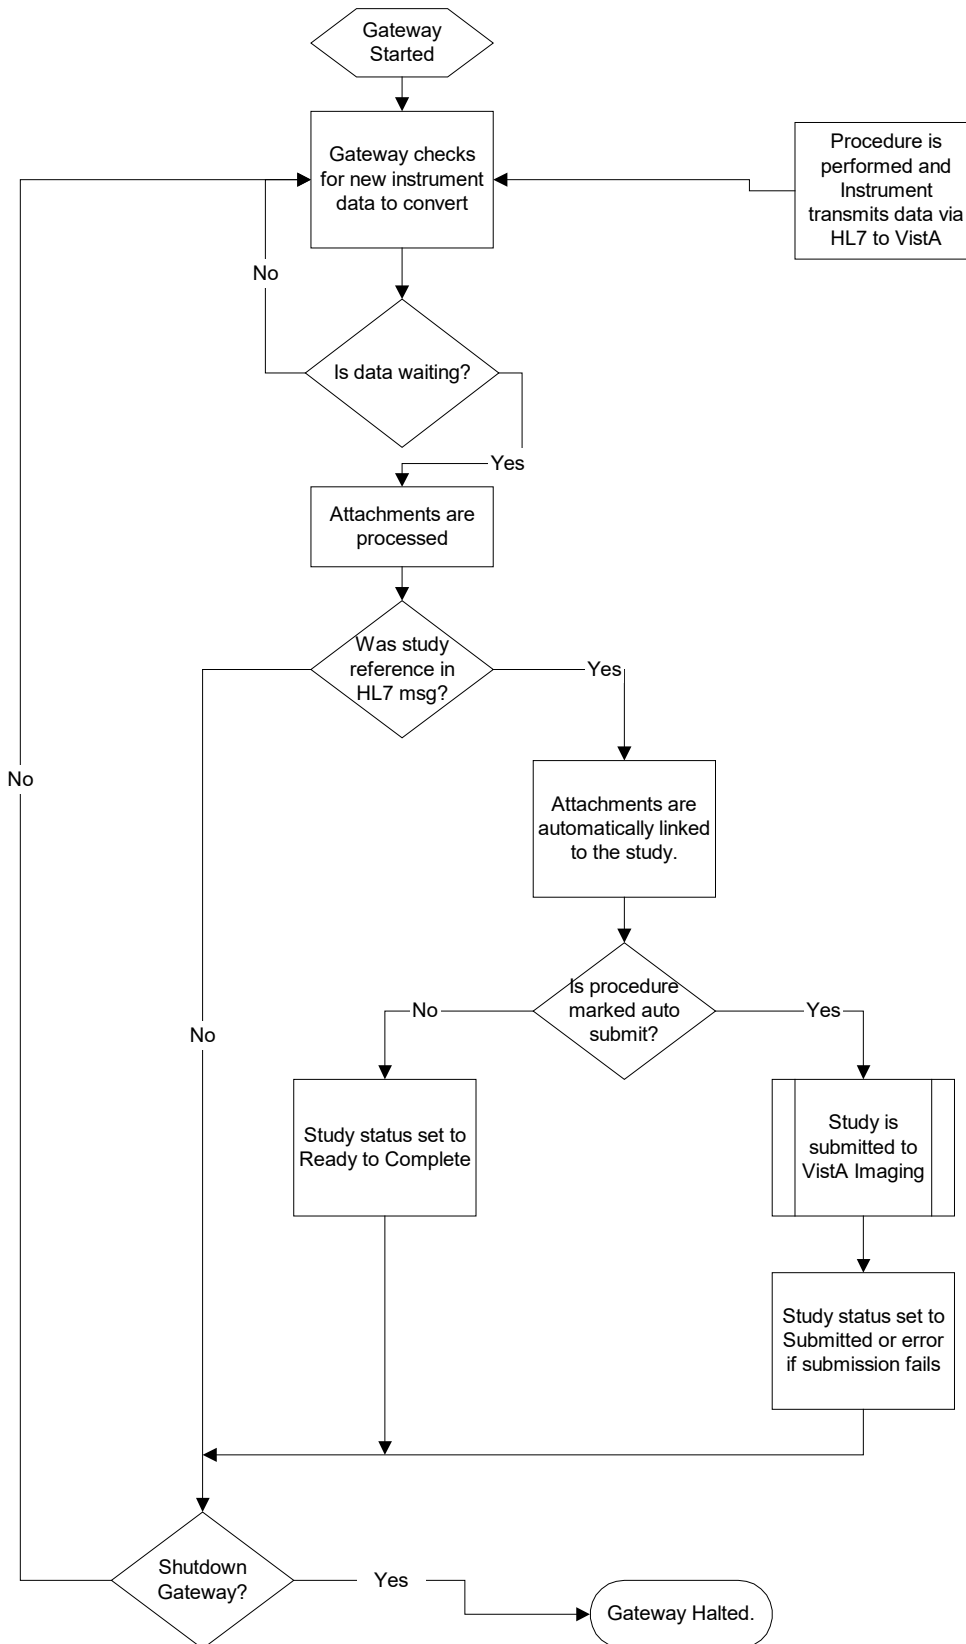 Gateway
Started
Gateway checks
for new instrument
data to convert
Procedure is
performed and
Instrument
transmits data via
HL7 to VistA
No
Is data waiting?
Yes
Attachments are
processed
Was study
reference in
HL7 msg?
Yes
No
Attachments are
automatically linked
to the study.
Is procedure
marked auto
submit?
No
Yes
No
Study status set to
Ready to Complete
Study is
submitted to
VistA Imaging
Study status set to
Submitted or error
if submission fails
Shutdown
Gateway?
Yes
Gateway Halted.